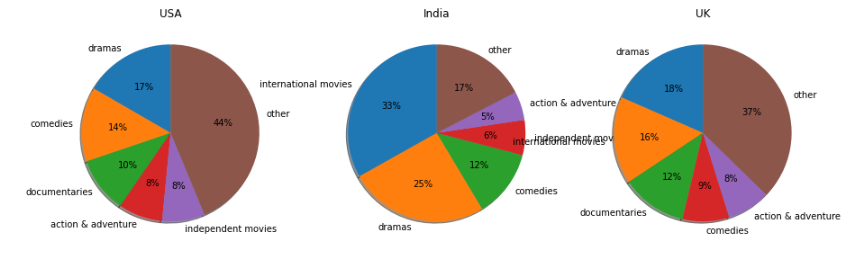 USA
dramas
17%
comedies
14%
documentaries
10%
action & adventure
8%
independent movies
8%
other
44%
India
international movies
33%
dramas
25%
comedies
12%
independent mov
6%
action & adventure
5%
other
17%
UK
international movies
dramas
18%
16%
documentaries
12%
comedies
9%
action & adventure
8%
other
37%